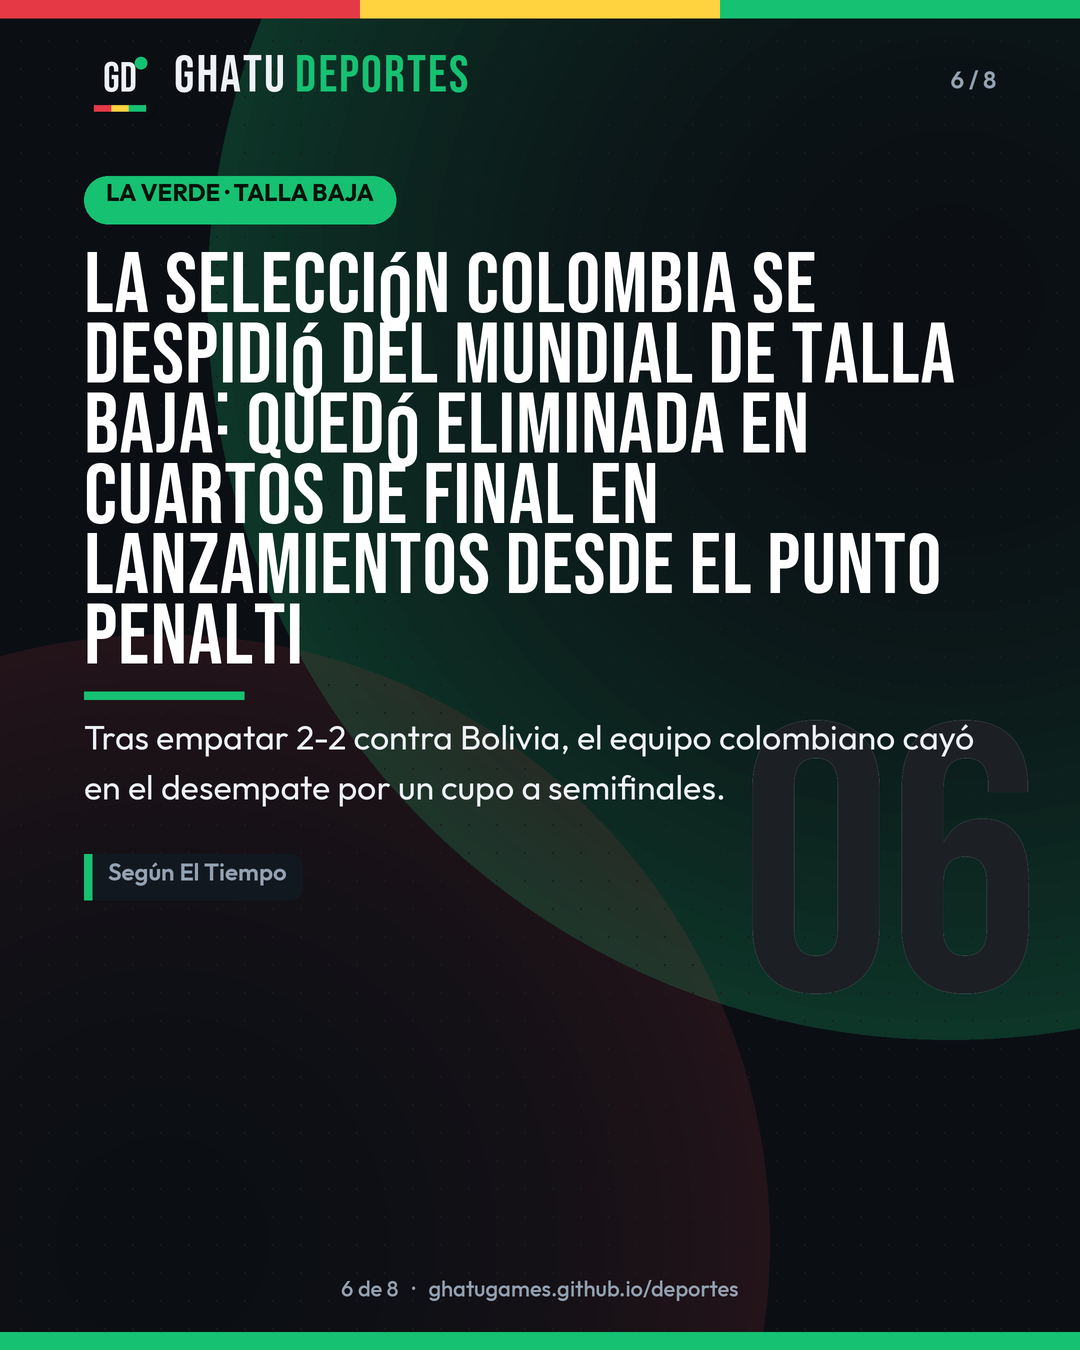 GD
GHATU DEPORTES
6 / 8
LA VERDE · TALLA BAJA
LA SELECCIóN COLOMBIA SE
DESPIDIó DEL MUNDIAL DE TALLA
BAJA: QUEDó ELIMINADA EN
CUARTOS DE FINAL EN
LANZAMIENTOS DESDE EL PUNTO
PENALTI
Tras empatar 2-2 contra Bolivia, el equipo colombiano cayó
en el desempate por un cupo a semifinales.
06
Según El Tiempo
6 de 8 · ghatugames.github.io/deportes